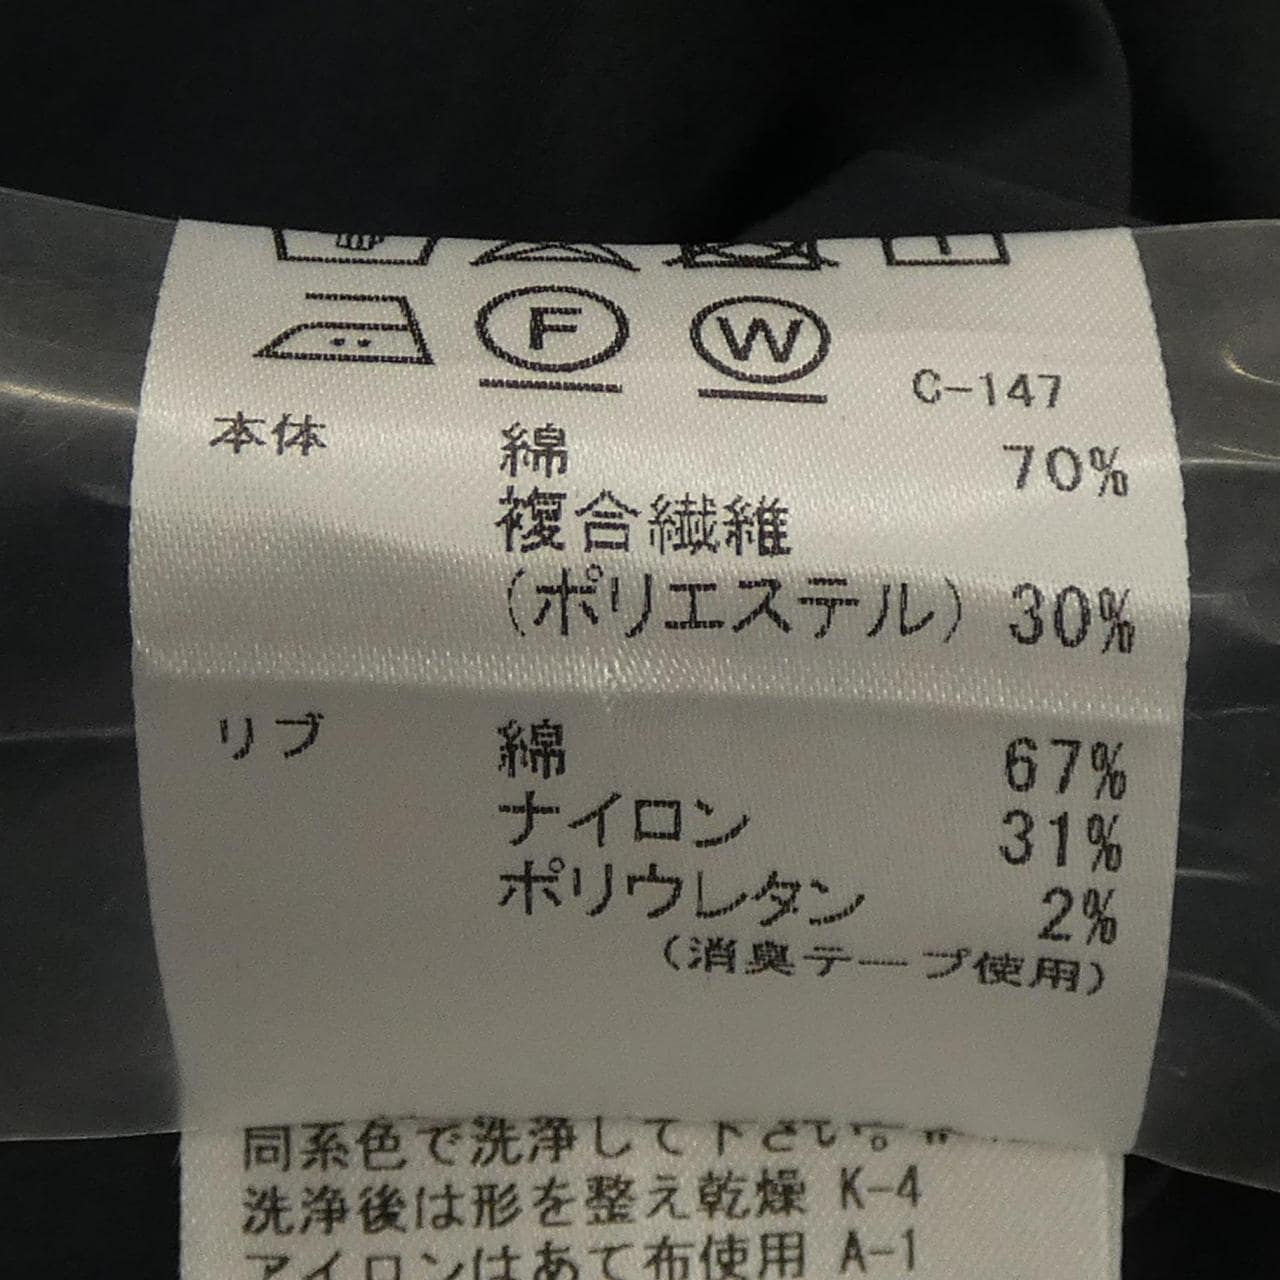 F W C-147
本体 綿 70%
複合繊維
(ポリエステル) 30%
リブ 綿 67%
ナイロン 31%
ポリウレタン 2%
(消臭テープ使用)
同系色で洗浄して下さい。
洗浄後は形を整え乾燥 K-4
アイロンはあて布使用 A-1